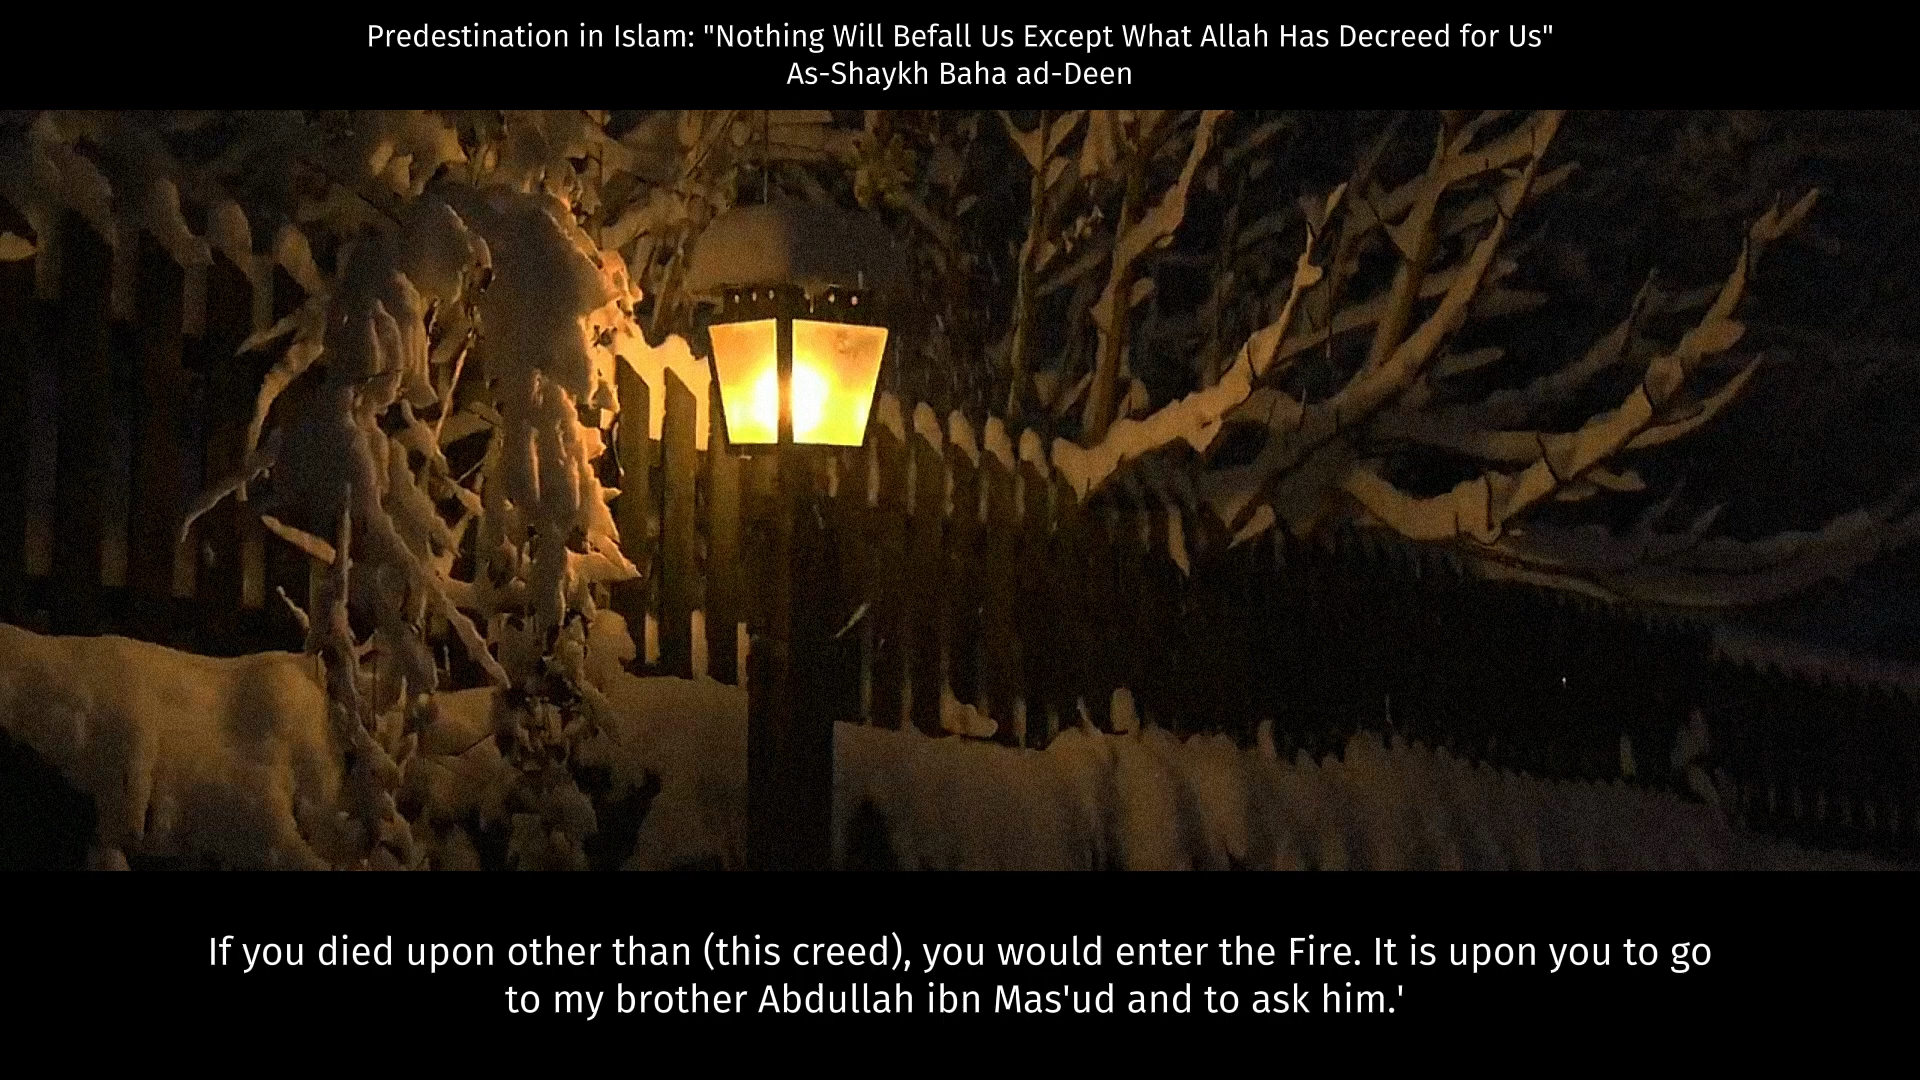 Predestination in Islam: "Nothing Will Befall Us Except What Allah Has Decreed for Us"
As-Shaykh Baha ad-Deen
If you died upon other than (this creed), you would enter the Fire. It is upon you to go
to my brother Abdullah ibn Mas'ud and to ask him.'